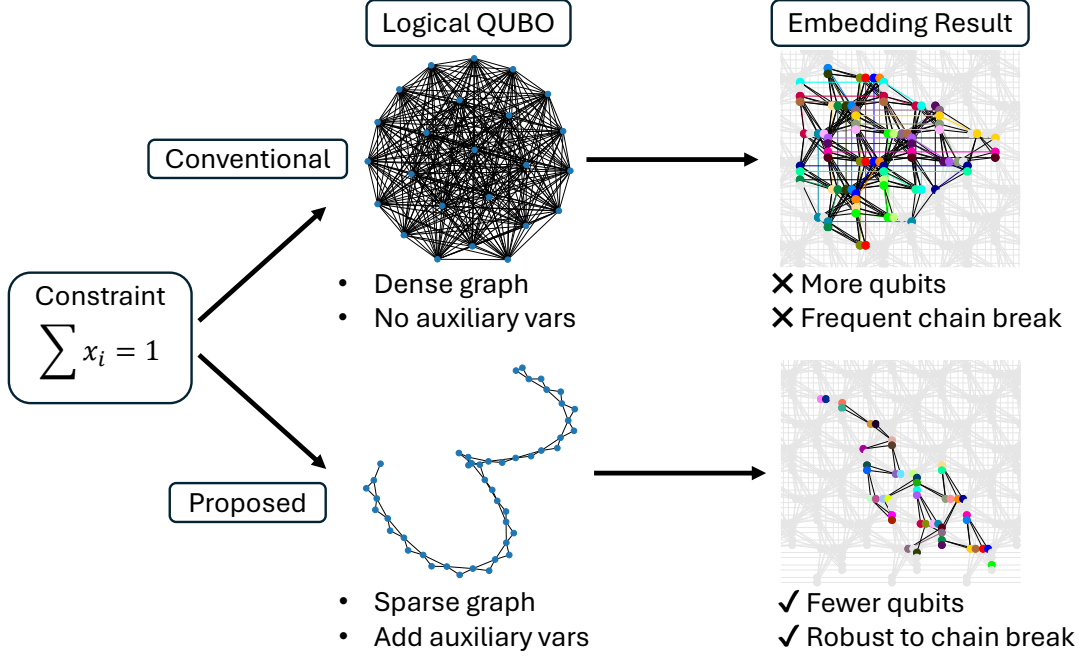 Logical QUBO
Embedding Result
Conventional
• Dense graph
• No auxiliary vars
✕ More qubits
✕ Frequent chain break
Constraint
∑ x_i = 1
Proposed
• Sparse graph
• Add auxiliary vars
✓ Fewer qubits
✓ Robust to chain break